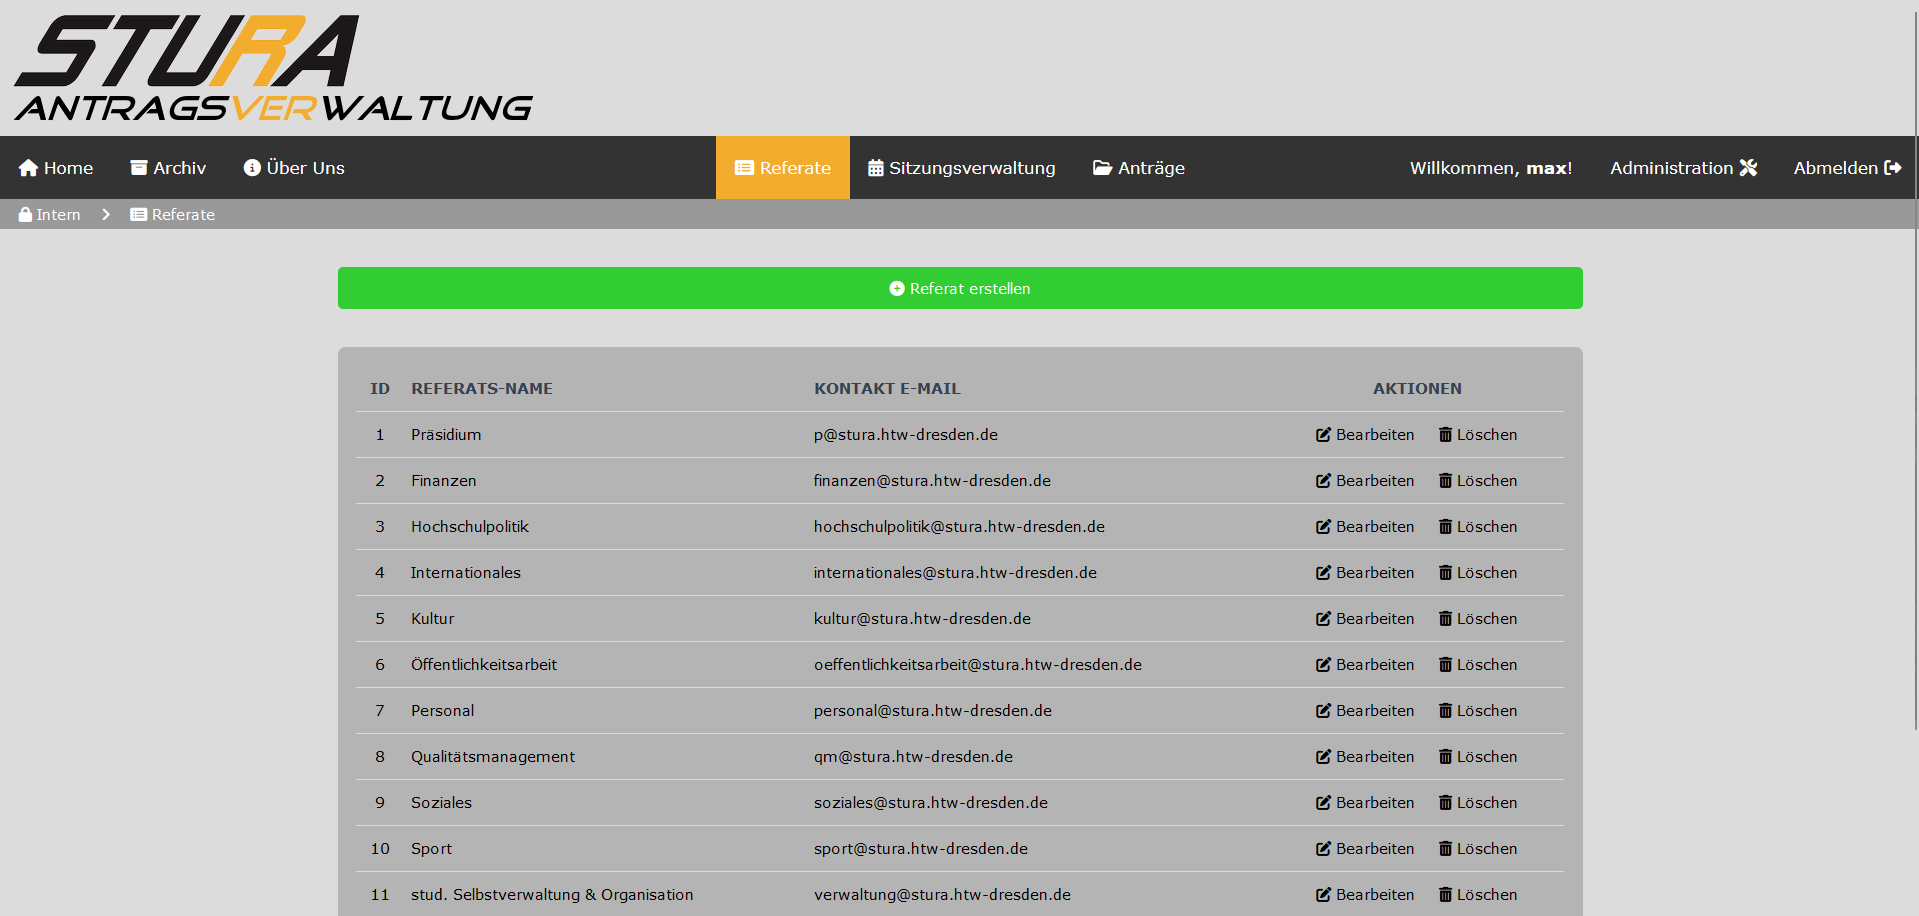 STURA
ANTRAGSVERWALTUNG
Home Archiv Über Uns Referate Sitzungsverwaltung Anträge Willkommen, max! Administration Abmelden
Intern Referate
Referat erstellen
ID REFERATS-NAME KONTAKT E-MAIL AKTIONEN
1 Präsidium p@stura.htw-dresden.de Bearbeiten Löschen
2 Finanzen finanzen@stura.htw-dresden.de Bearbeiten Löschen
3 Hochschulpolitik hochschulpolitik@stura.htw-dresden.de Bearbeiten Löschen
4 Internationales internationales@stura.htw-dresden.de Bearbeiten Löschen
5 Kultur kultur@stura.htw-dresden.de Bearbeiten Löschen
6 Öffentlichkeitsarbeit oeffentlichkeitsarbeit@stura.htw-dresden.de Bearbeiten Löschen
7 Personal personal@stura.htw-dresden.de Bearbeiten Löschen
8 Qualitätsmanagement qm@stura.htw-dresden.de Bearbeiten Löschen
9 Soziales soziales@stura.htw-dresden.de Bearbeiten Löschen
10 Sport sport@stura.htw-dresden.de Bearbeiten Löschen
11 stud. Selbstverwaltung & Organisation verwaltung@stura.htw-dresden.de Bearbeiten Löschen